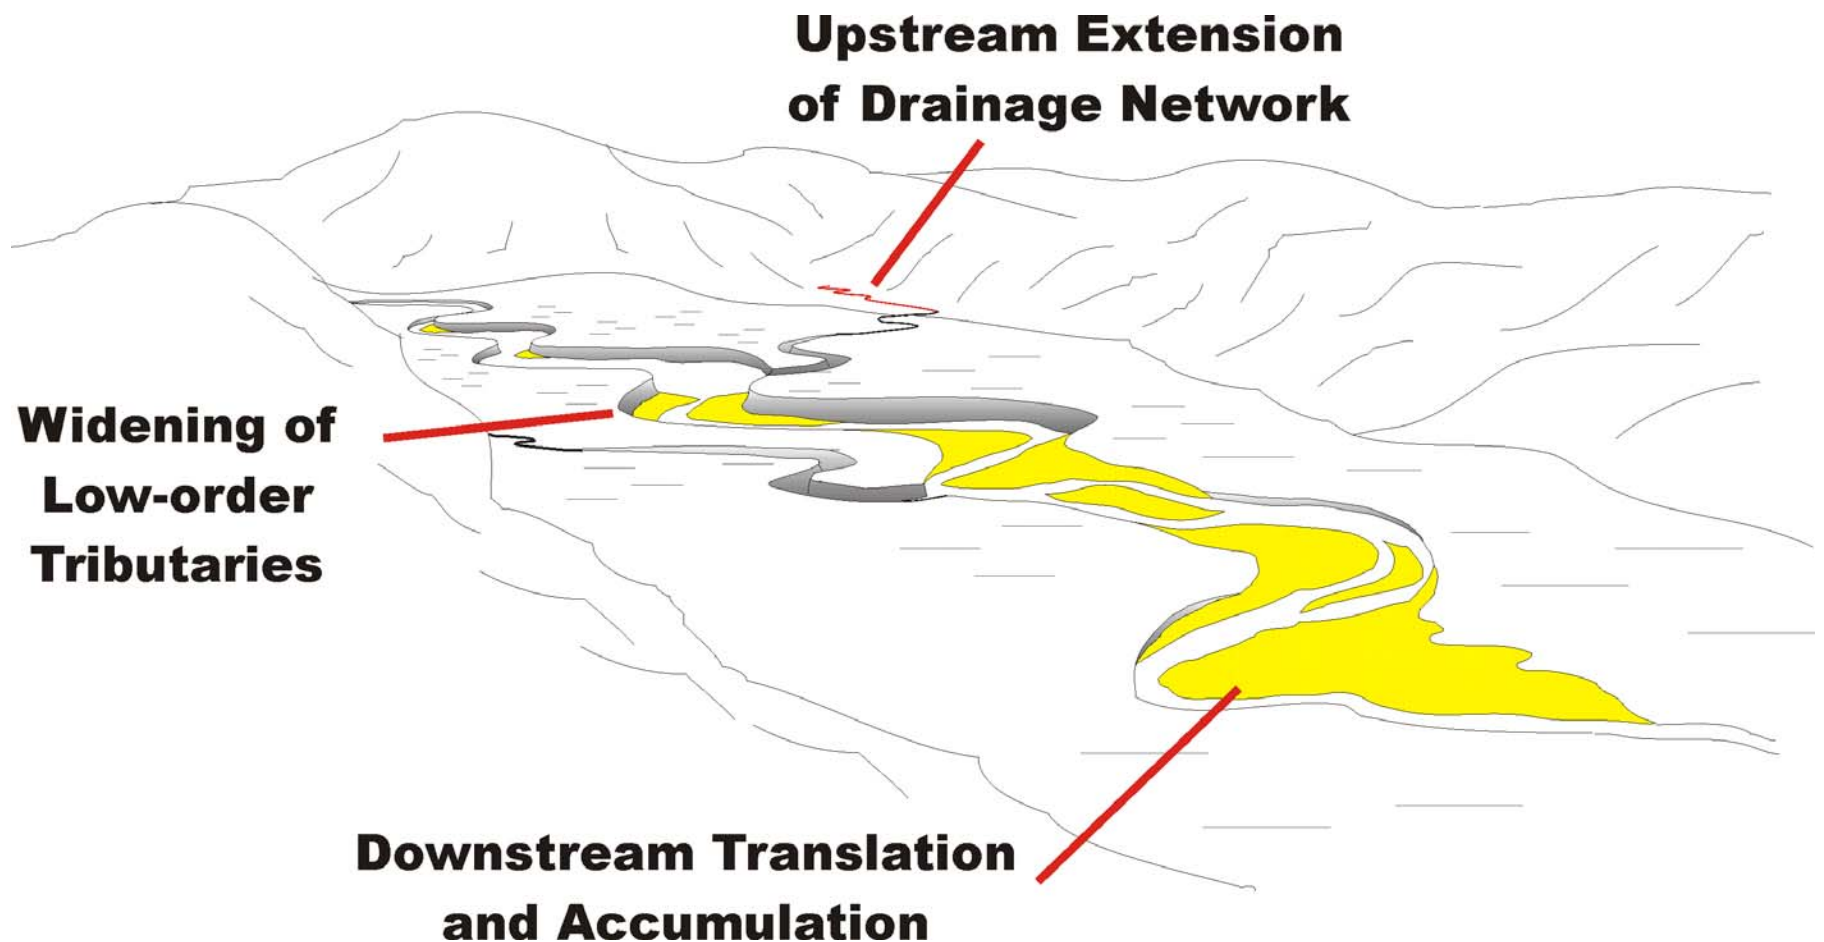 Upstream Extension
of Drainage Network
Widening of
Low-order
Tributaries
Downstream Translation
and Accumulation